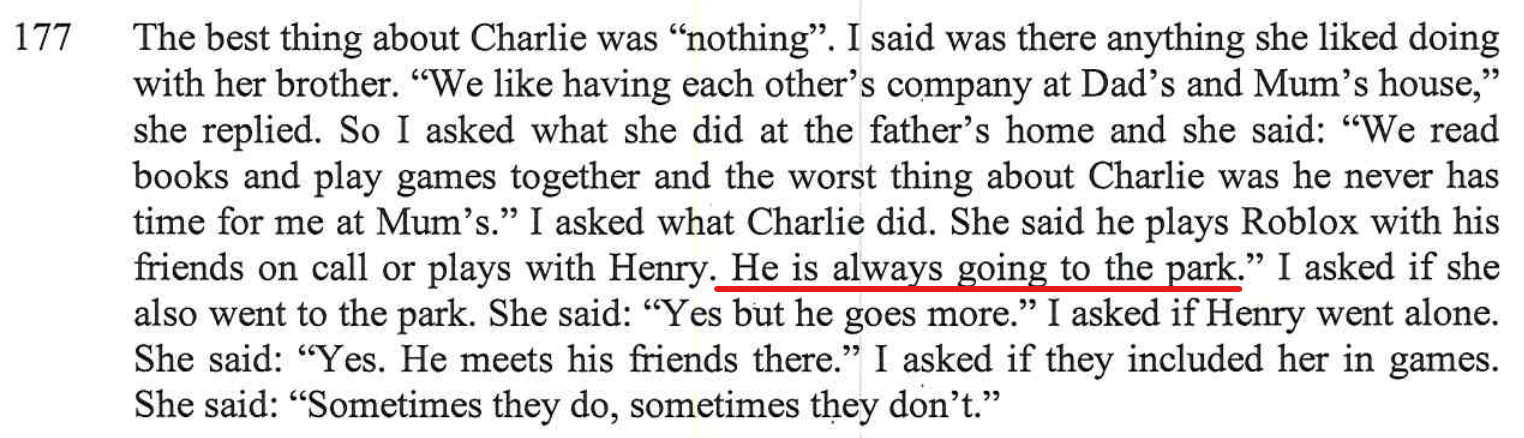 177 The best thing about Charlie was “nothing”. I said was there anything she liked doing
with her brother. “We like having each other’s company at Dad’s and Mum’s house,”
she replied. So I asked what she did at the father’s home and she said: “We read
books and play games together and the worst thing about Charlie was he never has
time for me at Mum’s.” I asked what Charlie did. She said he plays Roblox with his
friends on call or plays with Henry. He is always going to the park.” I asked if she
also went to the park. She said: “Yes but he goes more.” I asked if Henry went alone.
She said: “Yes. He meets his friends there.” I asked if they included her in games.
She said: “Sometimes they do, sometimes they don’t.”